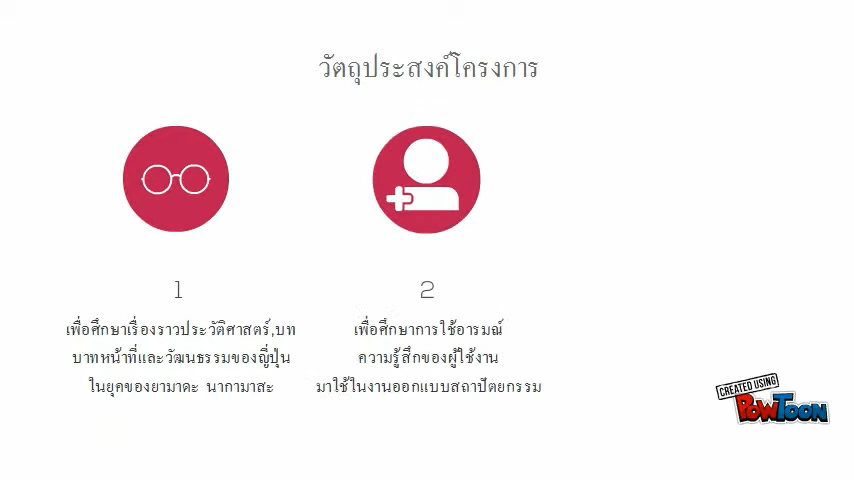 วัตถุประสงค์โครงการ
1
เพื่อศึกษาเรื่องราวประวัติศาสตร์,บท
บาทหน้าที่และวัฒนธรรมของญี่ปุ่น
ในยุคของยามาดะ นากามาสะ
2
เพื่อศึกษาการใช้อารมณ์
ความรู้สึกของผู้ใช้งาน
มาใช้ในงานออกแบบสถาปัตยกรรม
CREATED USING
POWTOON